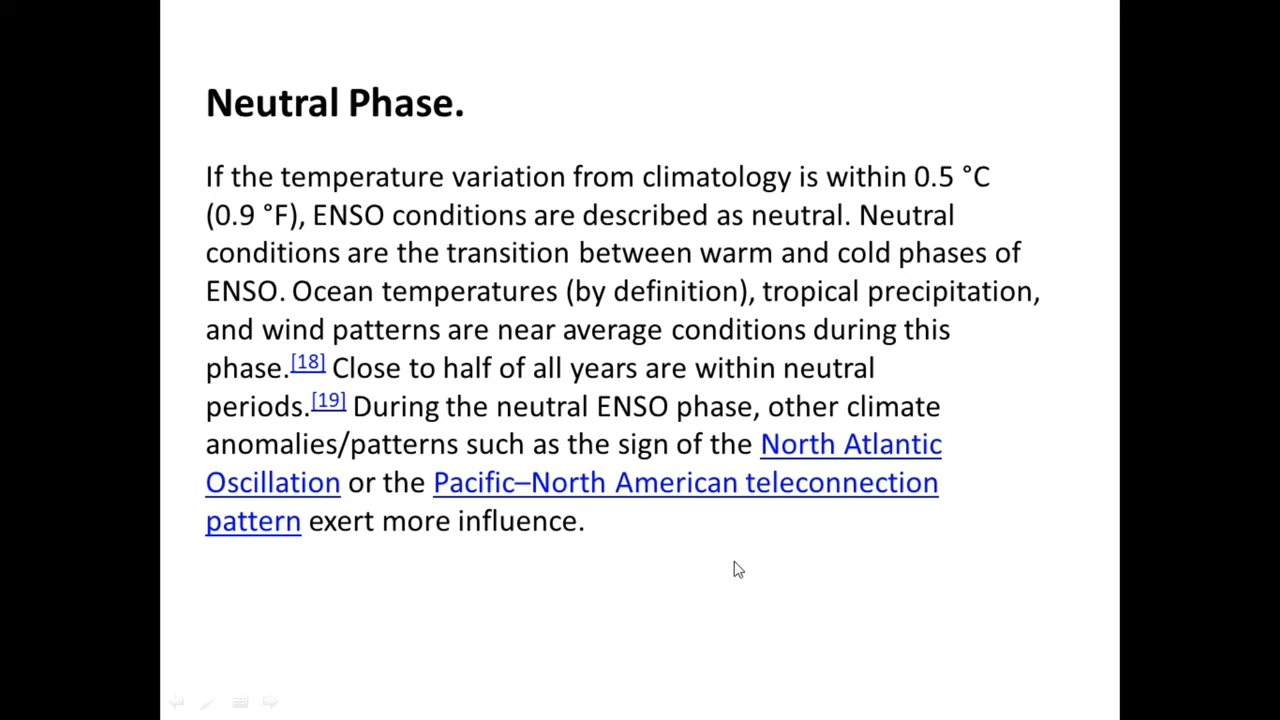 Neutral Phase.
If the temperature variation from climatology is within 0.5 °C
(0.9 °F), ENSO conditions are described as neutral. Neutral
conditions are the transition between warm and cold phases of
ENSO. Ocean temperatures (by definition), tropical precipitation,
and wind patterns are near average conditions during this
phase.[18] Close to half of all years are within neutral
periods.[19] During the neutral ENSO phase, other climate
anomalies/patterns such as the sign of the North Atlantic
Oscillation or the Pacific–North American teleconnection
pattern exert more influence.